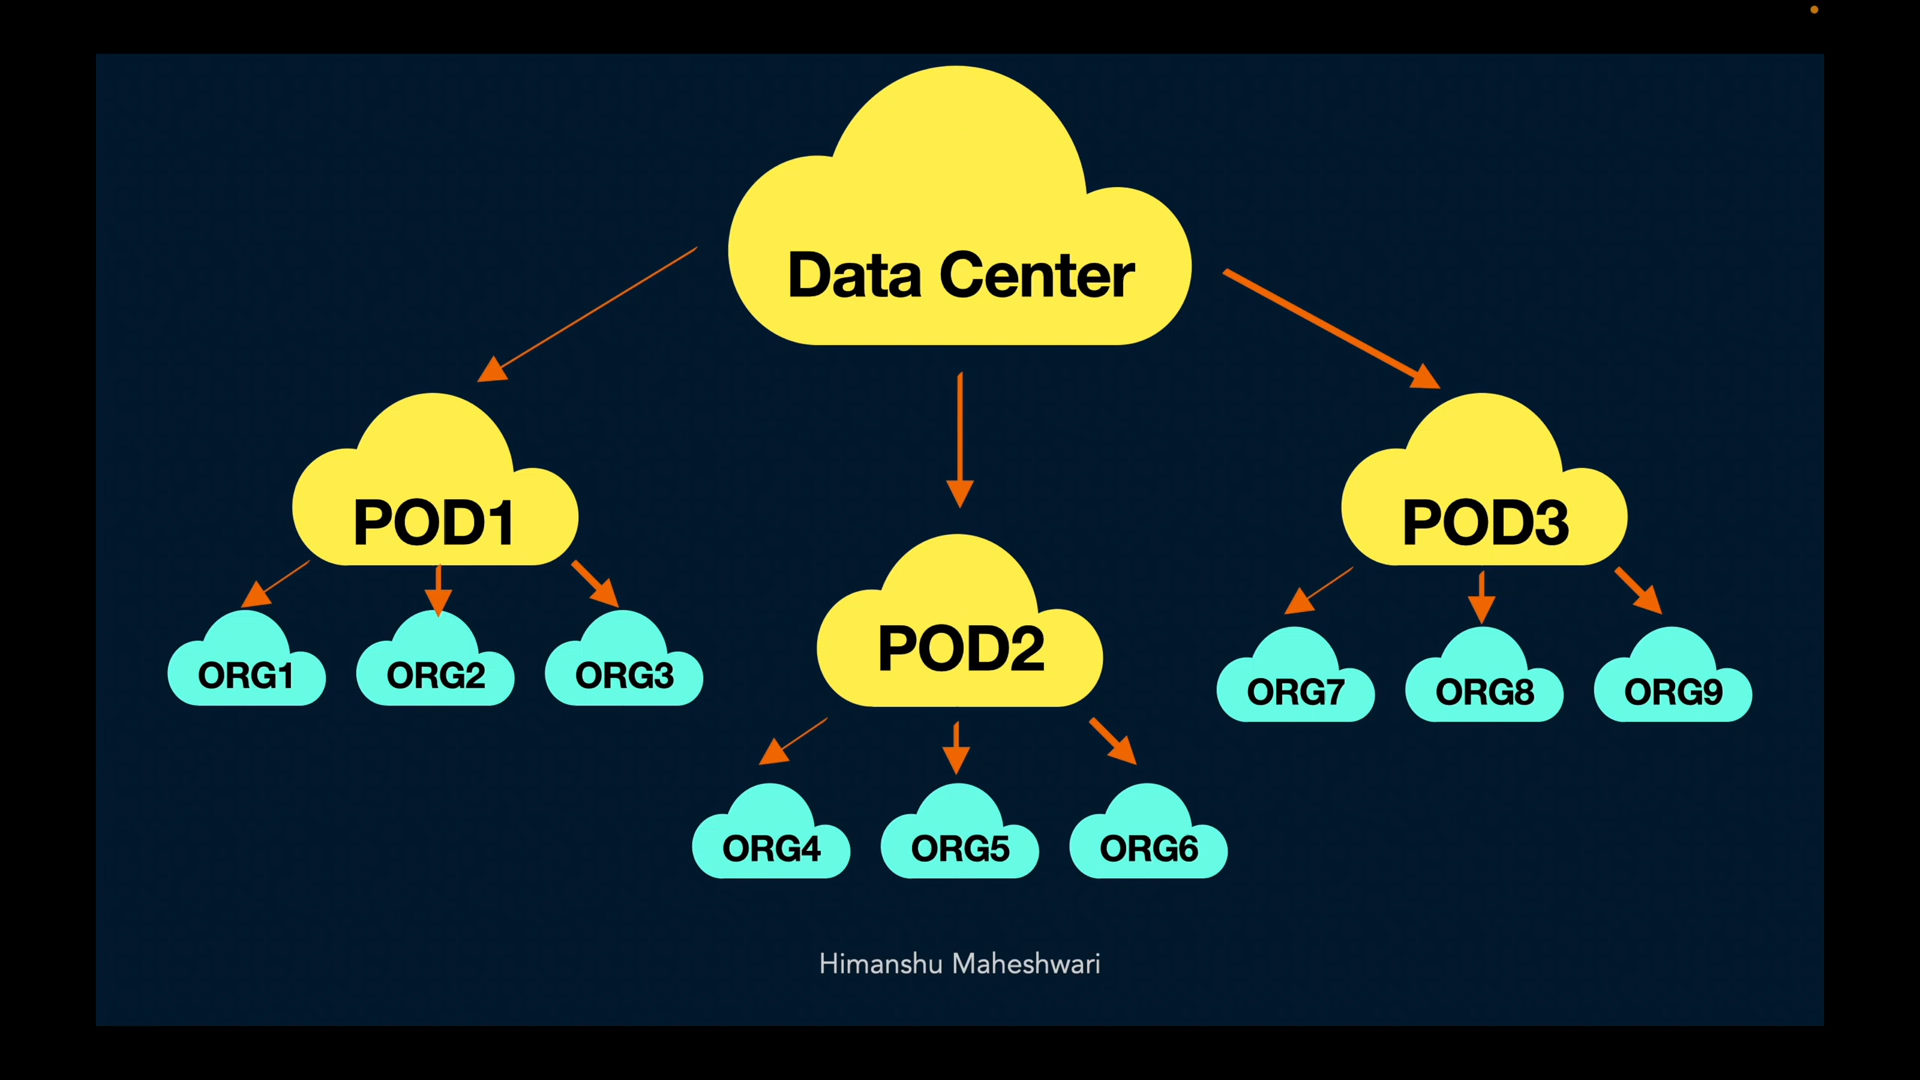 Data Center
POD1
POD2
POD3
ORG1
ORG2
ORG3
ORG4
ORG5
ORG6
ORG7
ORG8
ORG9
Himanshu Maheshwari